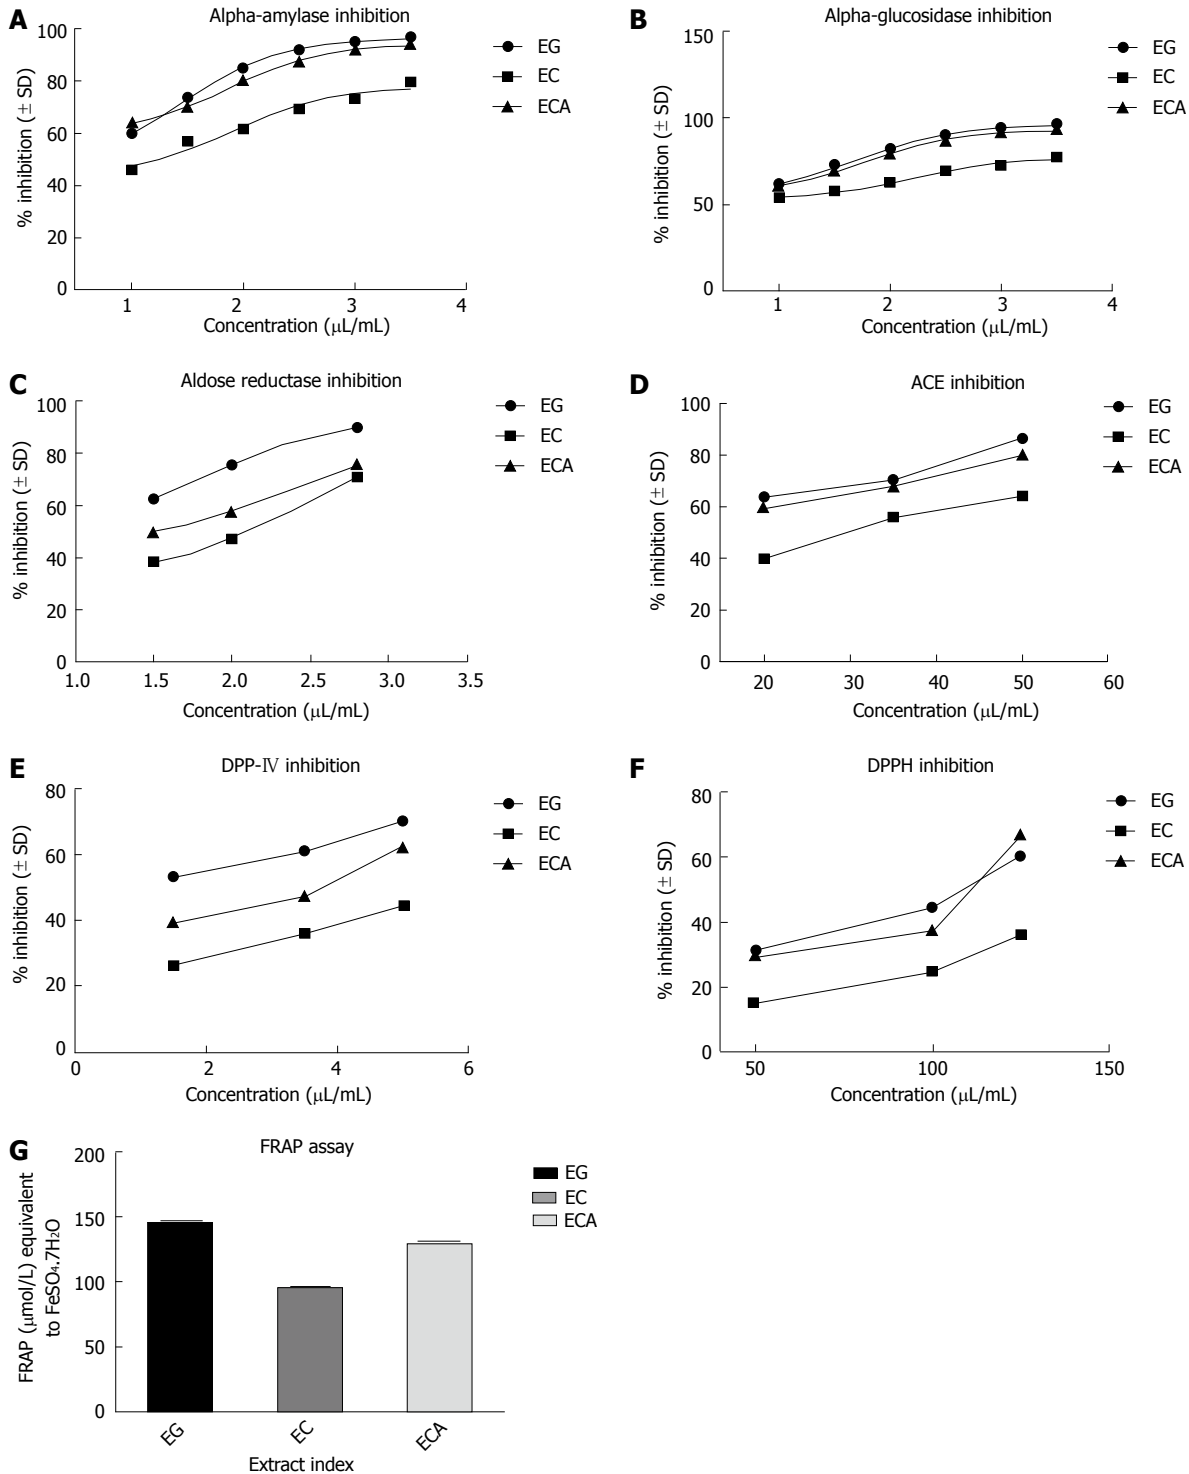 A
Alpha-amylase inhibition
100
80
60
40
20
0
% inhibition (± SD)
1 2 3 4
Concentration (μL/mL)
EG
EC
ECA
B
Alpha-glucosidase inhibition
150
100
50
0
% inhibition (± SD)
1 2 3 4
Concentration (μL/mL)
EG
EC
ECA
C
Aldose reductase inhibition
100
80
60
40
20
0
% inhibition (± SD)
1.0 1.5 2.0 2.5 3.0 3.5
Concentration (μL/mL)
EG
EC
ECA
D
ACE inhibition
100
80
60
40
20
0
% inhibition (± SD)
20 30 40 50 60
Concentration (μL/mL)
EG
EC
ECA
E
DPP-Ⅳ inhibition
80
60
40
20
0
% inhibition (± SD)
0 2 4 6
Concentration (μL/mL)
EG
EC
ECA
F
DPPH inhibition
80
60
40
20
0
% inhibition (± SD)
50 100 150
Concentration (μL/mL)
EG
EC
ECA
G
FRAP assay
200
150
100
50
0
FRAP (μmol/L) equivalent
to FeSO₄.7H₂O
EG EC ECA
Extract index
EG
EC
ECA